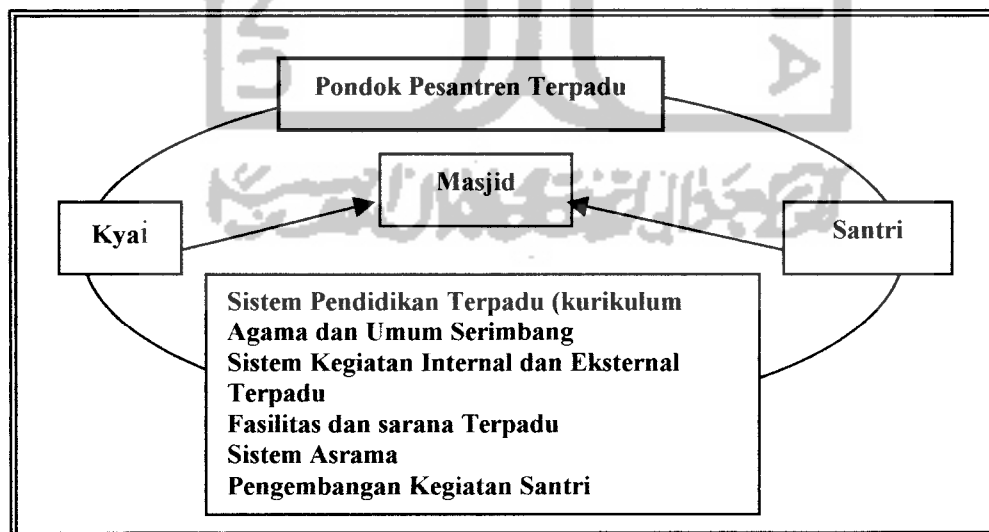 Pondok Pesantren Terpadu
Masjid
Kyai
Santri
Sistem Pendidikan Terpadu (kurikulum
Agama dan Umum Serimbang
Sistem Kegiatan Internal dan Eksternal
Terpadu
Fasilitas dan sarana Terpadu
Sistem Asrama
Pengembangan Kegiatan Santri